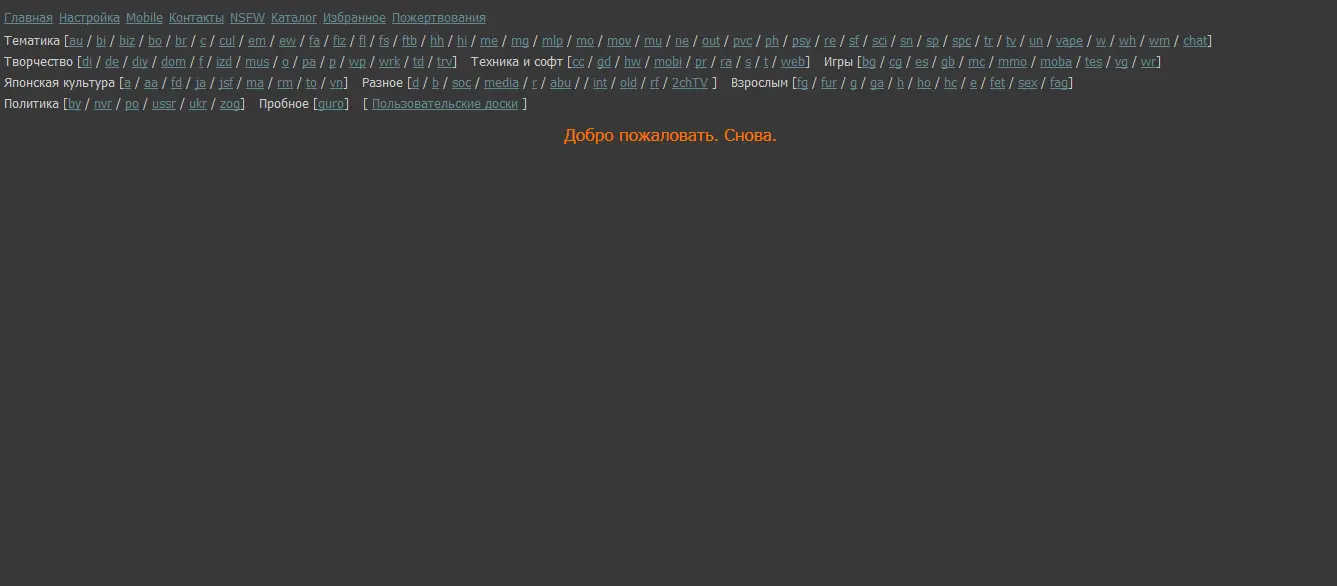 Главная Настройка Mobile Контакты NSFW Каталог Избранное Пожертвования
Тематика [au / bi / biz / bo / br / c / cul / em / ew / fa / fiz / fl / fs / ftb / hh / hi / me / mg / mlp / mo / mov / mu / ne / out / pvc / ph / psy / re / sf / sci / sn / sp / spc / tr / tv / un / vape / w / wh / wm / chat]
Творчество [di / de / diy / dom / f / izd / mus / o / pa / p / wp / wrk / td / trv] Техника и софт [cc / gd / hw / mobi / pr / ra / s / t / web] Игры [bg / cg / es / gb / mc / mmo / moba / tes / vg / wr]
Японская культура [a / aa / fd / ja / jsf / ma / rm / to / vn] Разное [d / b / soc / media / r / abu / / int / old / rf / 2chTV ] Взрослым [fg / fur / g / ga / h / ho / hc / e / fet / sex / fag]
Политика [by / nvr / po / ussr / ukr / zog] Пробное [guro] [ Пользовательские доски ]
Добро пожаловать. Снова.